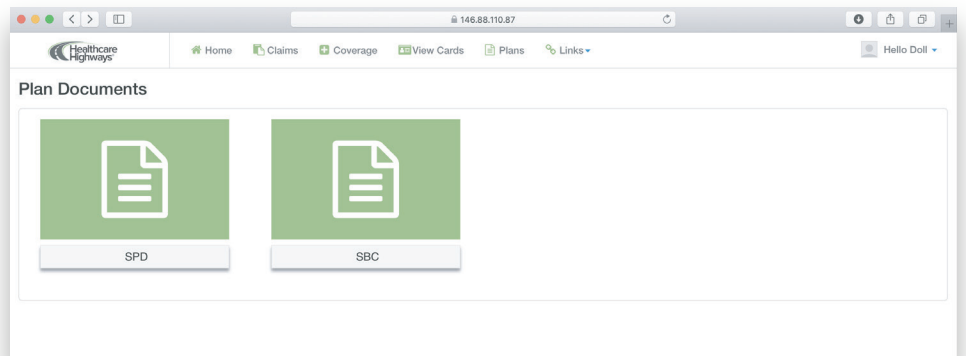 146.88.110.87
Healthcare
Highways
Home Claims Coverage View Cards Plans Links Hello Doll
Plan Documents
SPD SBC